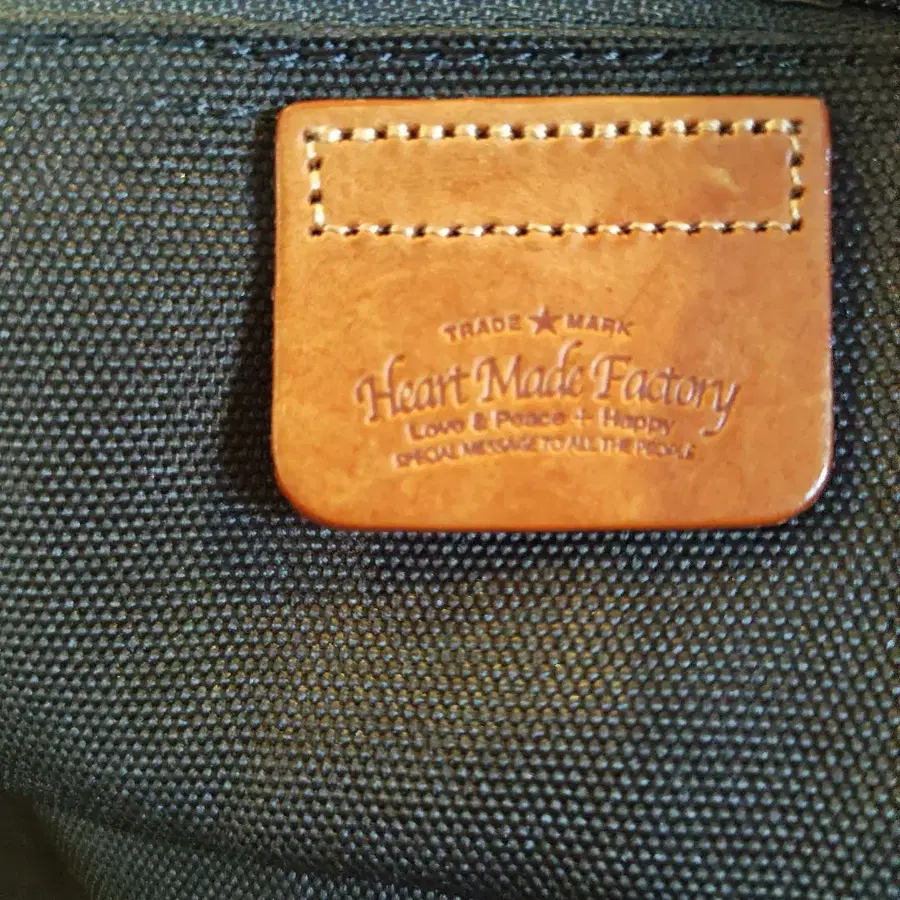 TRADE ★ MARK
Heart Made Factory
Love & Peace + Happy
SPECIAL MESSAGE TO ALL THE PEOPLE